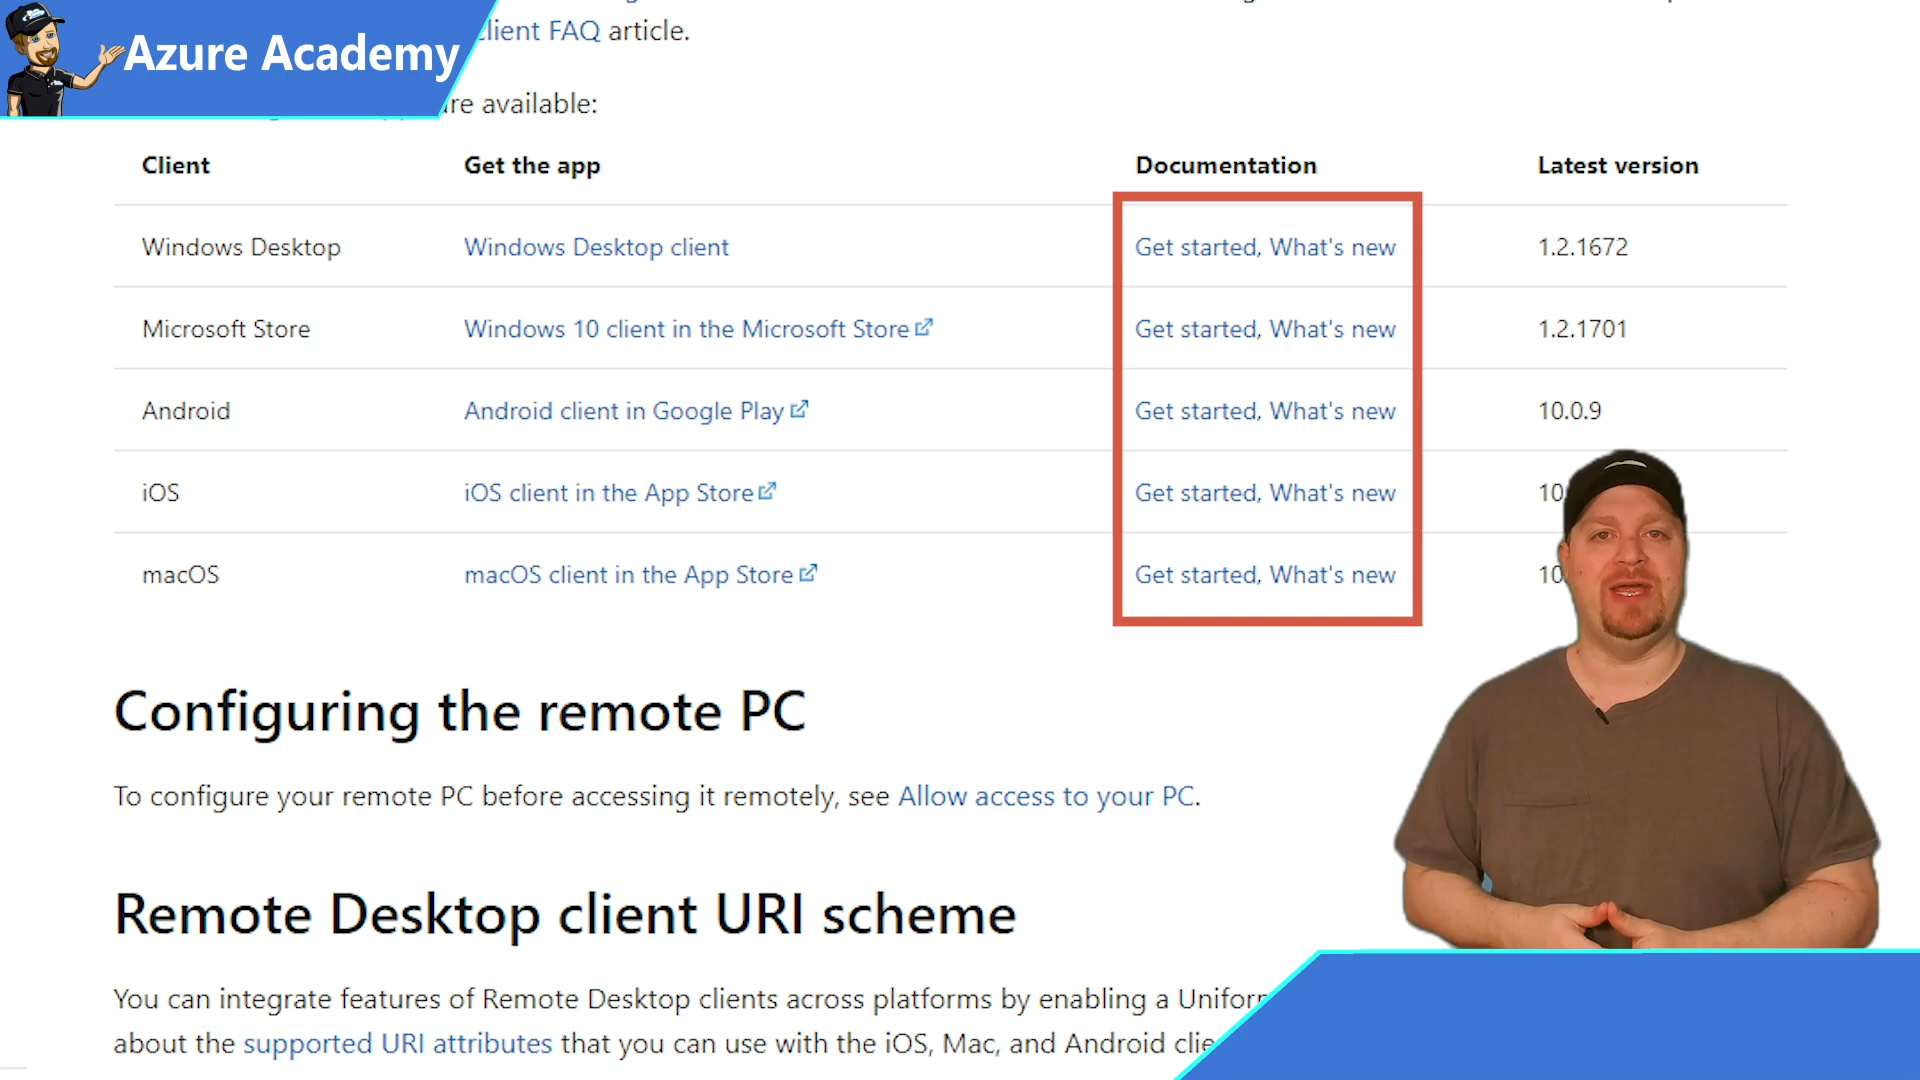 Azure Academy
client FAQ article.
are available:
Client Get the app Documentation Latest version
Windows Desktop Windows Desktop client Get started, What's new 1.2.1672
Microsoft Store Windows 10 client in the Microsoft Store Get started, What's new 1.2.1701
Android Android client in Google Play Get started, What's new 10.0.9
iOS iOS client in the App Store Get started, What's new 10
macOS macOS client in the App Store Get started, What's new 10.
Configuring the remote PC
To configure your remote PC before accessing it remotely, see Allow access to your PC.
Remote Desktop client URI scheme
You can integrate features of Remote Desktop clients across platforms by enabling a Uniform
about the supported URI attributes that you can use with the iOS, Mac, and Android clie